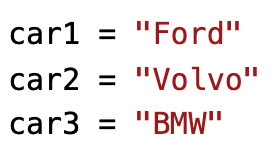 car1 = "Ford"
car2 = "Volvo"
car3 = "BMW"